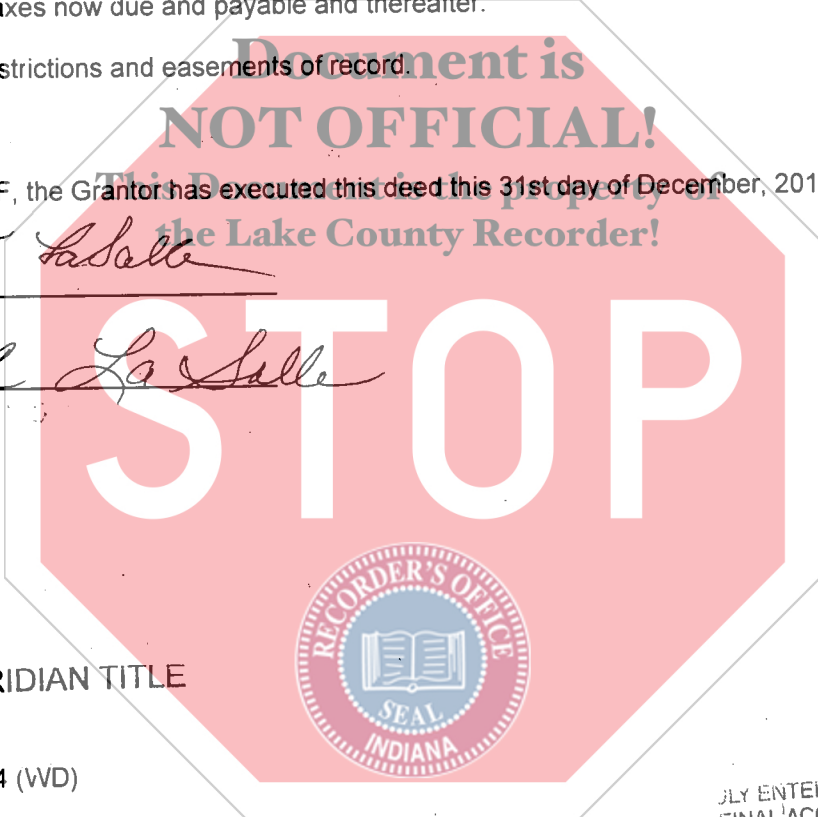 axes now due and payable and thereafter.
Document is
strictions and easements of record.
NOT OFFICIAL!
This Document is the property of
F, the Grantor has executed this deed this 31st day of December, 201
the Lake County Recorder!
LaSalle
STOP
La Salle
RECORDER'S OFFICE
SEAL
INDIANA
RIDIAN TITLE
4 (WD)
JLY ENTE